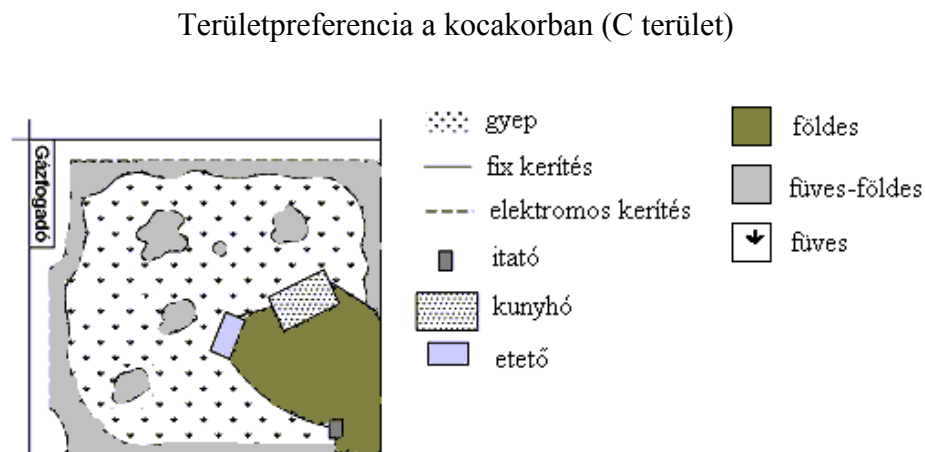 Területpreferencia a kocakorban (C terület)
Gázfogadó
gyep
fix kerítés
elektromos kerítés
itató
kunyhó
etető
földes
füves-földes
füves